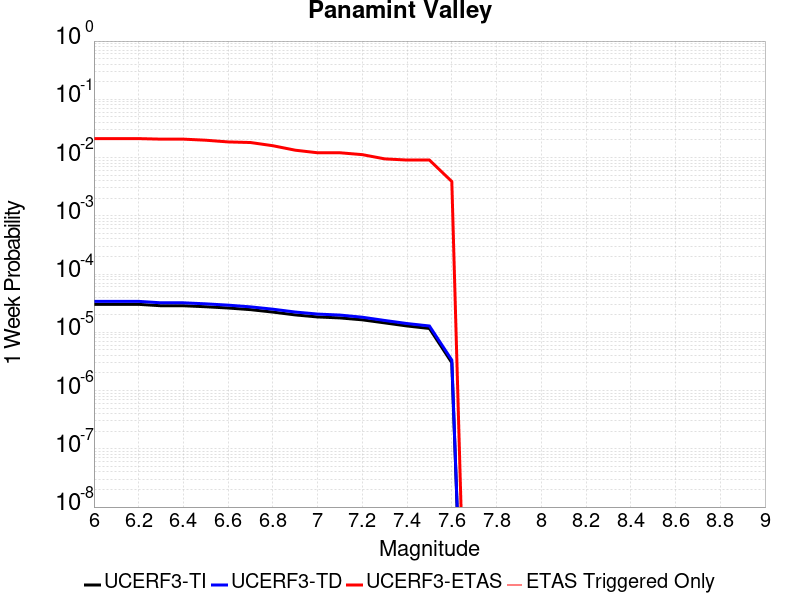 Panamint Valley
10^0
10^-1
10^-2
10^-3
10^-4
10^-5
10^-6
10^-7
10^-8
1 Week Probability
6 6.2 6.4 6.6 6.8 7 7.2 7.4 7.6 7.8 8 8.2 8.4 8.6 8.8 9
Magnitude
UCERF3-TI UCERF3-TD UCERF3-ETAS ETAS Triggered Only